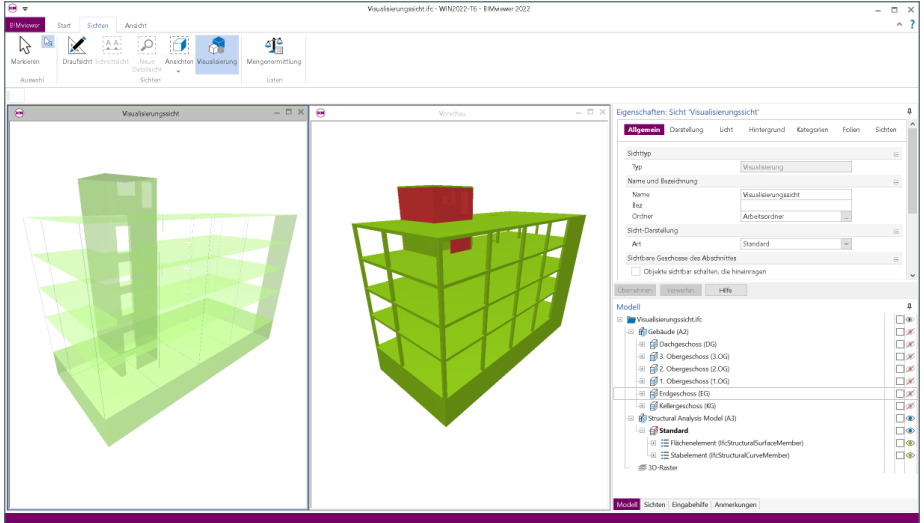 Visualisierungssicht.ifc - WIN2022-T6 - BIMviewer 2022
BIMviewer Start Sichten Ansicht
Markieren Draufsicht Schnittsicht Neue Detailsicht Ansichten Visualisierung Mengenermittlung
Auswahl Sichten Listen
Visualisierungssicht
Vorschau
Eigenschaften: Sicht 'Visualisierungssicht'
Allgemein Darstellung Licht Hintergrund Kategorien Folien Sichten
Sichttyp
Typ Visualisierung
Name und Bezeichnung
Name Visualisierungssicht
Bez
Ordner Arbeitsordner ...
Sicht-Darstellung
Art Standard
Sichtbare Geschosse des Abschnittes
Objekte sichtbar schalten, die hineinragen
Übernehmen Verwerfen Hilfe
Modell
Visualisierungssicht.ifc
Gebäude (A2)
Dachgeschoss (DG)
3. Obergeschoss (3.OG)
2. Obergeschoss (2.OG)
1. Obergeschoss (1.OG)
Erdgeschoss (EG)
Kellergeschoss (KG)
Structural Analysis Model (A3)
Standard
Flächenelement (IfcStructuralSurfaceMember)
Stabelement (IfcStructuralCurveMember)
3D-Raster
Modell Sichten Eingabehilfe Anmerkungen